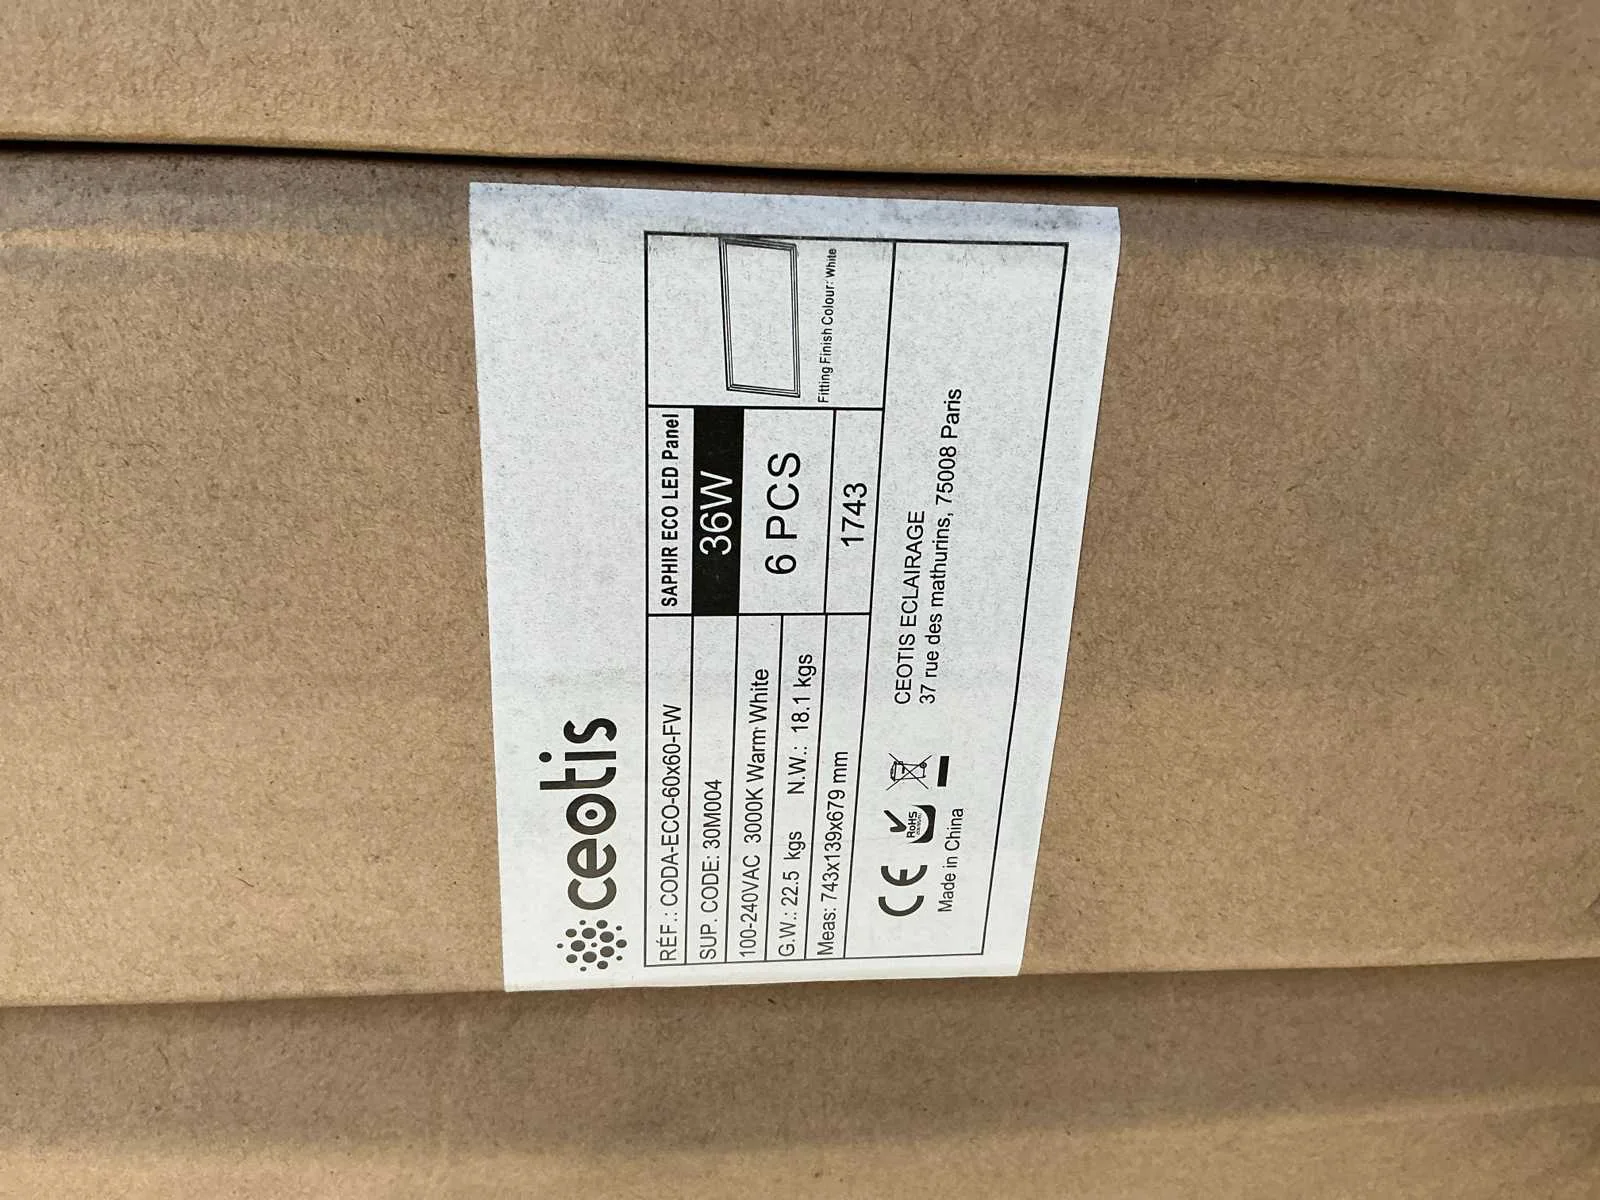 ceotis
RÉF.: CODA-ECO-60x60-FW
SAPHIR ECO LED Panel
SUP. CODE: 30M004
36W
100-240VAC 3000K Warm White
6 PCS
G.W.: 22.5 kgs N.W.: 18.1 kgs
Meas: 743x139x679 mm
1743
Fitting Finish Colour: White
CE
RoHS
CEOTIS ECLAIRAGE
37 rue des mathurins, 75008 Paris
Made in China